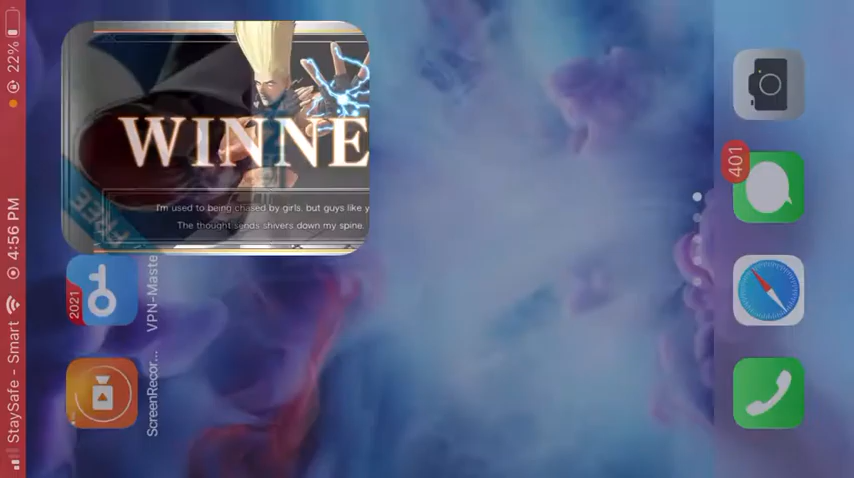 StaySafe - Smart
4:56 PM
22%
WINNE
I'm used to being chased by girls, but guys like y
The thought sends shivers down my spine.
FREE
2021
VPN-Maste
ScreenRecor...
401